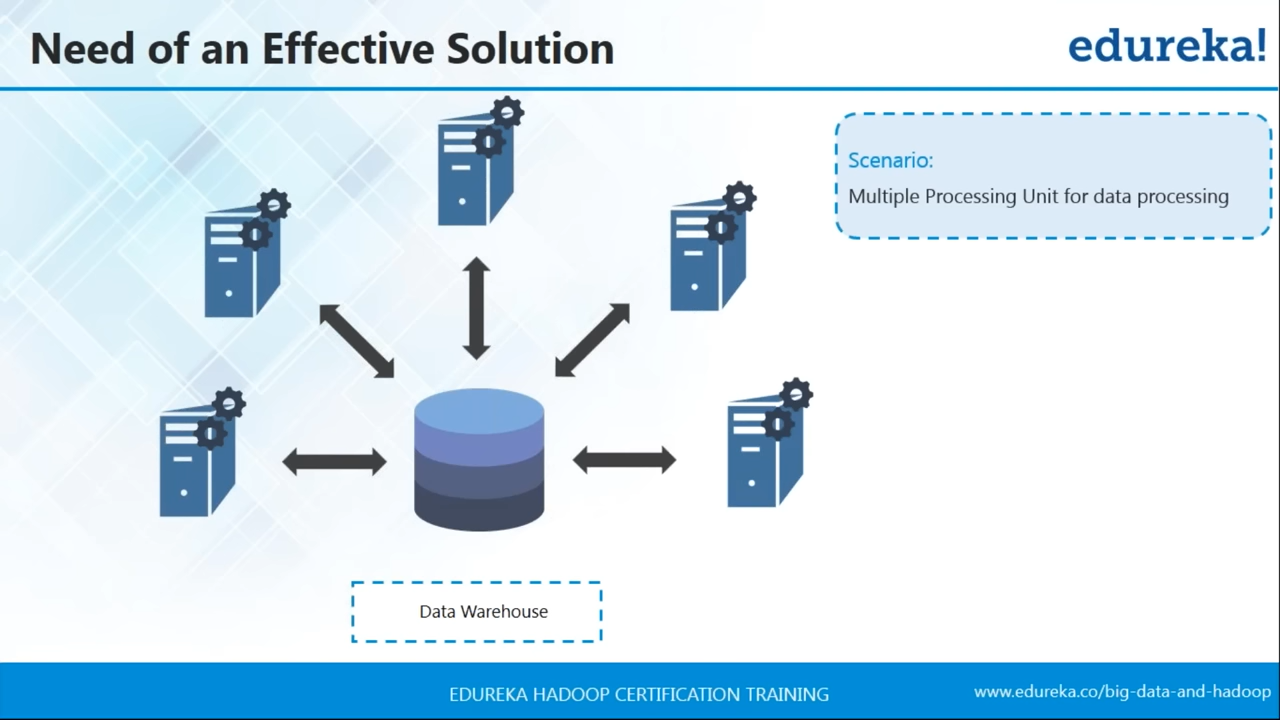 Need of an Effective Solution
edureka!
Scenario:
Multiple Processing Unit for data processing
Data Warehouse
EDUREKA HADOOP CERTIFICATION TRAINING
www.edureka.co/big-data-and-hadoop